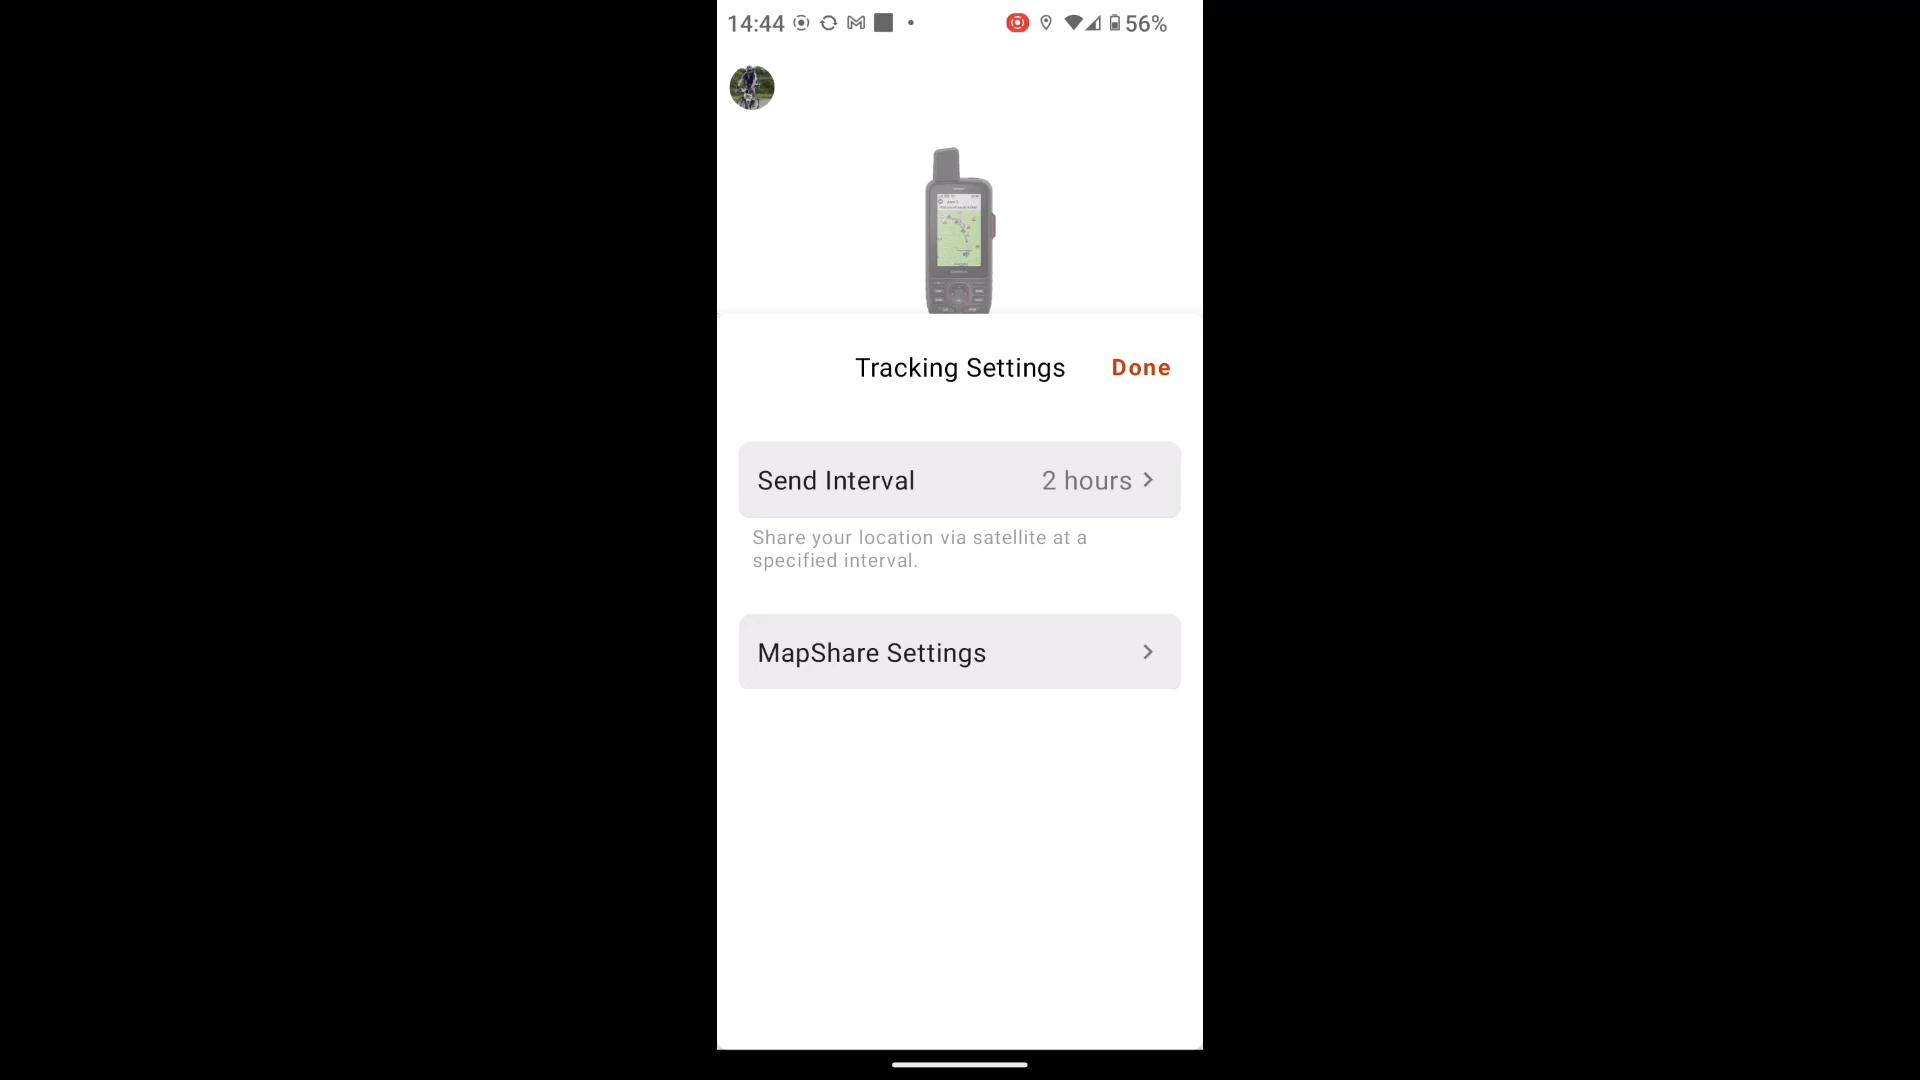 14:44
56%
Tracking Settings
Done
Send Interval
2 hours
Share your location via satellite at a
specified interval.
MapShare Settings